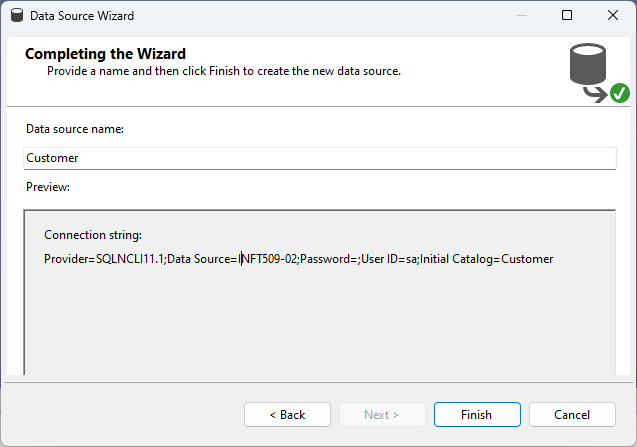 Data Source Wizard
Completing the Wizard
Provide a name and then click Finish to create the new data source.
Data source name:
Customer
Preview:
Connection string:
Provider=SQLNCLI11.1;Data Source=INFT509-02;Password=;User ID=sa;Initial Catalog=Customer
< Back
Next >
Finish
Cancel